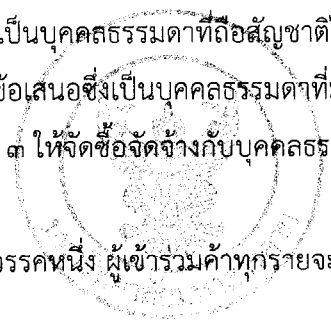 เป็นบุคคลธรรมดาที่ถือสัญชาติ
ข้อเสนอซึ่งเป็นบุคคลธรรมดาที่
๓ ให้จัดซื้อจัดจ้างกับบุคคลธร
วรรคหนึ่ง ผู้เข้าร่วมค้าทุกรายจะ